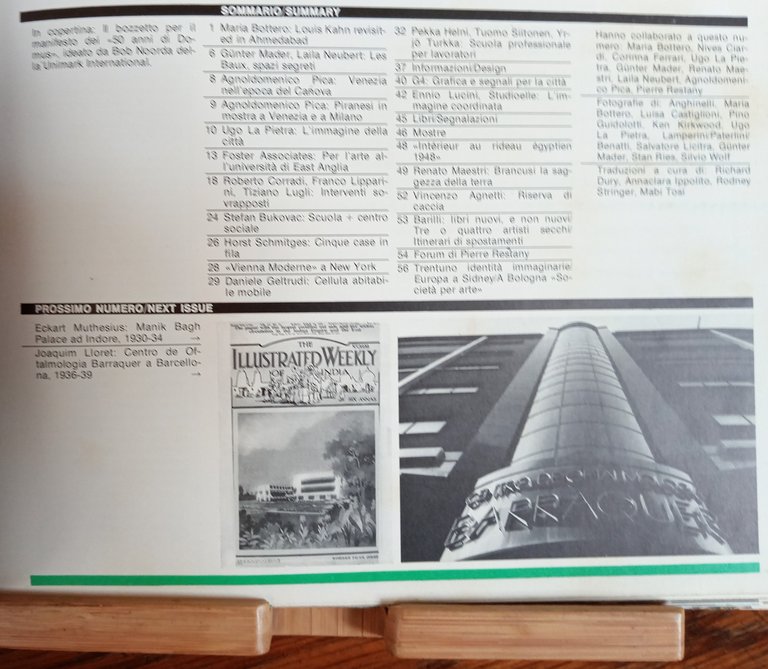 SOMMARIO/SUMMARY
In copertina: Il bozzetto per il
manifesto dei «50 anni di Do-
mus», ideato da Bob Noorda del-
la Unimark International.
1 Maria Bottero: Louis Kahn revisit-
ed in Ahmedabad
6 Günter Mader, Laila Neubert: Les
Baux, spazi segreti
8 Agnoldomenico Pica: Venezia
nell'epoca del Canova
9 Agnoldomenico Pica: Piranesi in
mostra a Venezia e a Milano
10 Ugo La Pietra: L'immagine della
città
13 Foster Associates: Per l'arte al-
l'università di East Anglia
18 Roberto Corradi, Franco Lippari-
ni, Tiziano Lugli: Interventi so-
vrapposti
24 Stefan Bukovac: Scuola + centro
sociale
26 Horst Schmitges: Cinque case in
fila
28 «Vienna Moderne» a New York
29 Daniele Geltrudi: Cellula abitabi-
le mobile
32 Pekka Helni, Tuomo Siitonen, Yr-
jö Turkka: Scuola professionale
per lavoratori
37 Informazioni/Design
40 G4: Grafica e segnali per la città
42 Ennio Lucini, Studioelle: L'im-
magine coordinata
45 Libri/Segnalazioni
46 Mostre
48 «Intérieur au rideau égyptien
1948»
49 Renato Maestri: Brancusi la sag-
gezza della terra
52 Vincenzo Agnetti: Riserva di
caccia
53 Barilli: libri nuovi, e non nuovi/
Tre o quattro artisti secchi/
Itinerari di spostamenti
54 Forum di Pierre Restany
56 Trentuno identità immaginarie/
Europa a Sidney/A Bologna «So-
cietà per arte»
Hanno collaborato a questo nu-
mero: Maria Bottero, Nives Ciar-
di, Corinna Ferrari, Ugo La Pie-
tra, Günter Mader, Renato Mae-
stri, Laila Neubert, Agnoldomeni-
co Pica, Pierre Restany
Fotografie di: Anghinelli, Maria
Bottero, Luisa Castiglioni, Pino
Guidolotti, Ken Kirkwood, Ugo
La Pietra, Lamperini/Paterlini/
Benatti, Salvatore Licitra, Günter
Mader, Stan Ries, Silvio Wolf
Traduzioni a cura di: Richard
Dury, Annaclara Ippolito, Rodney
Stringer, Mabi Tosi
PROSSIMO NUMERO/NEXT ISSUE
Eckart Muthesius: Manik Bagh
Palace ad Indore, 1930-34 →
Joaquim Lloret: Centro de Of-
talmologia Barraquer a Barcello-
na, 1936-39 →
THE
ILLUSTRATED WEEKLY
OF INDIA
BARRAQUER